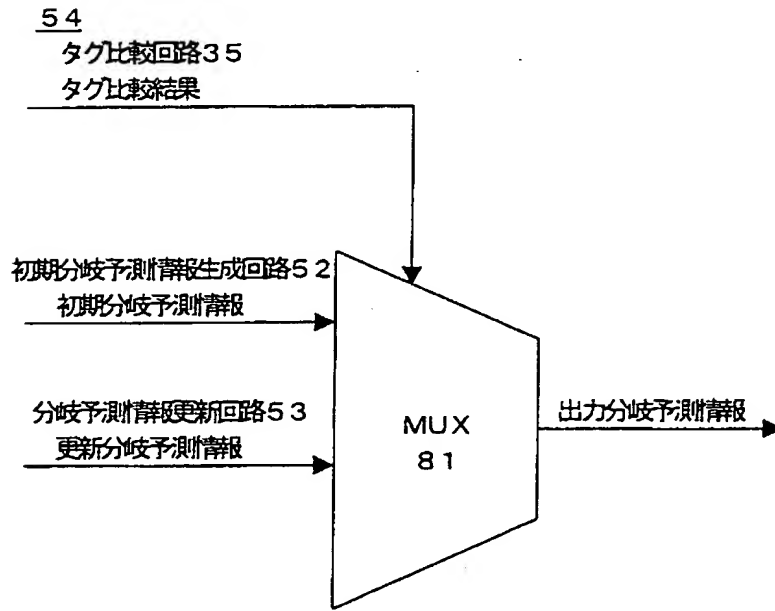 ５４
タグ比較回路３５
タグ比較結果
初期分岐予測情報生成回路５２
初期分岐予測情報
分岐予測情報更新回路５３
更新分岐予測情報
ＭＵＸ
８１
出力分岐予測情報